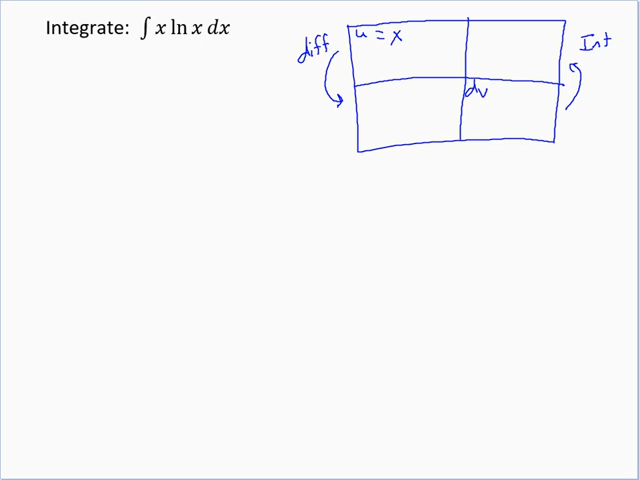 Integrate: ∫ x ln x dx
diff
u = x
Int
dv